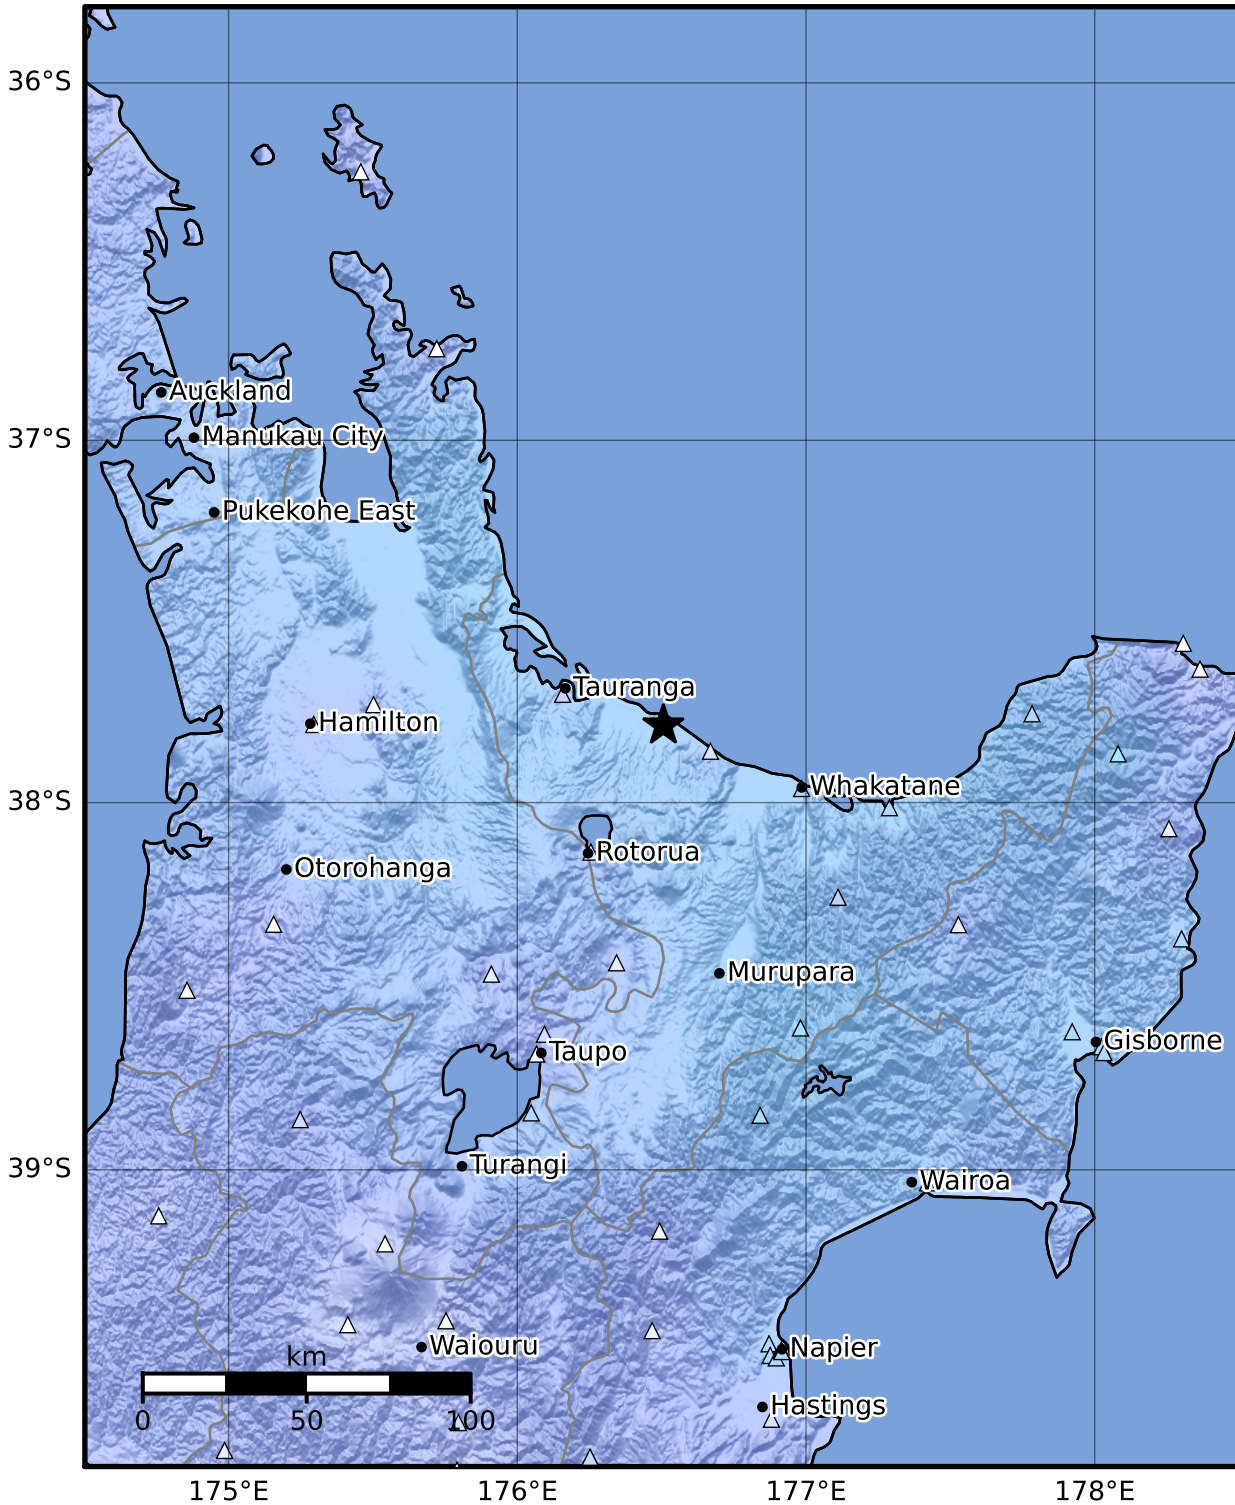 36°S
Auckland
37°S
Manukau City
Pukekohe East
Tauranga
Hamilton
Whakatane
38°S
Rotorua
Otorohanga
Murupara
Gisborne
Taupo
39°S
Turangi
Wairoa
Waiouru
Napier
km
Hastings
0 50 100
175°E 176°E 177°E 178°E